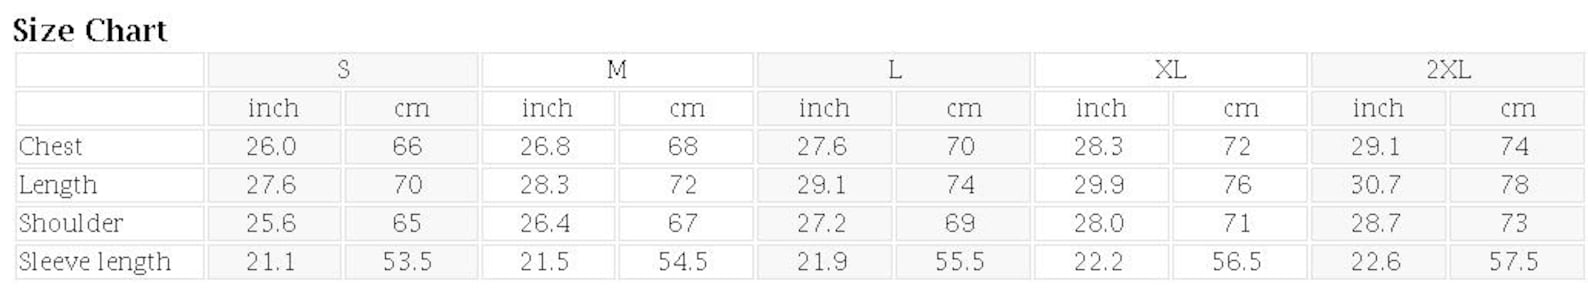 Size Chart
S M L XL 2XL
inch cm inch cm inch cm inch cm inch cm
Chest 26.0 66 26.8 68 27.6 70 28.3 72 29.1 74
Length 27.6 70 28.3 72 29.1 74 29.9 76 30.7 78
Shoulder 25.6 65 26.4 67 27.2 69 28.0 71 28.7 73
Sleeve length 21.1 53.5 21.5 54.5 21.9 55.5 22.2 56.5 22.6 57.5